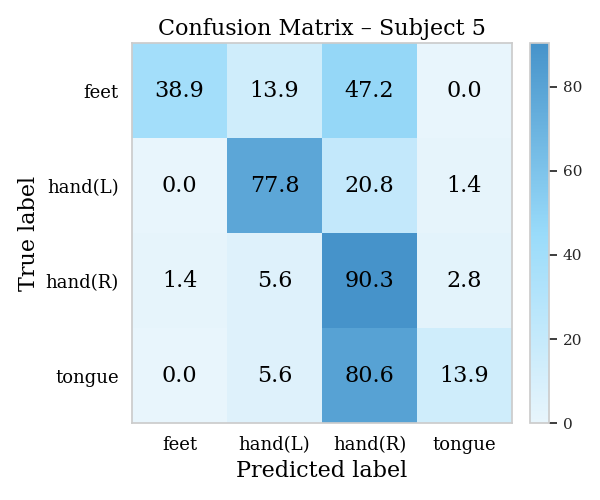 Confusion Matrix – Subject 5
feet 38.9 13.9 47.2 0.0
hand(L) 0.0 77.8 20.8 1.4
hand(R) 1.4 5.6 90.3 2.8
tongue 0.0 5.6 80.6 13.9
feet hand(L) hand(R) tongue
Predicted label
True label
80
60
40
20
0